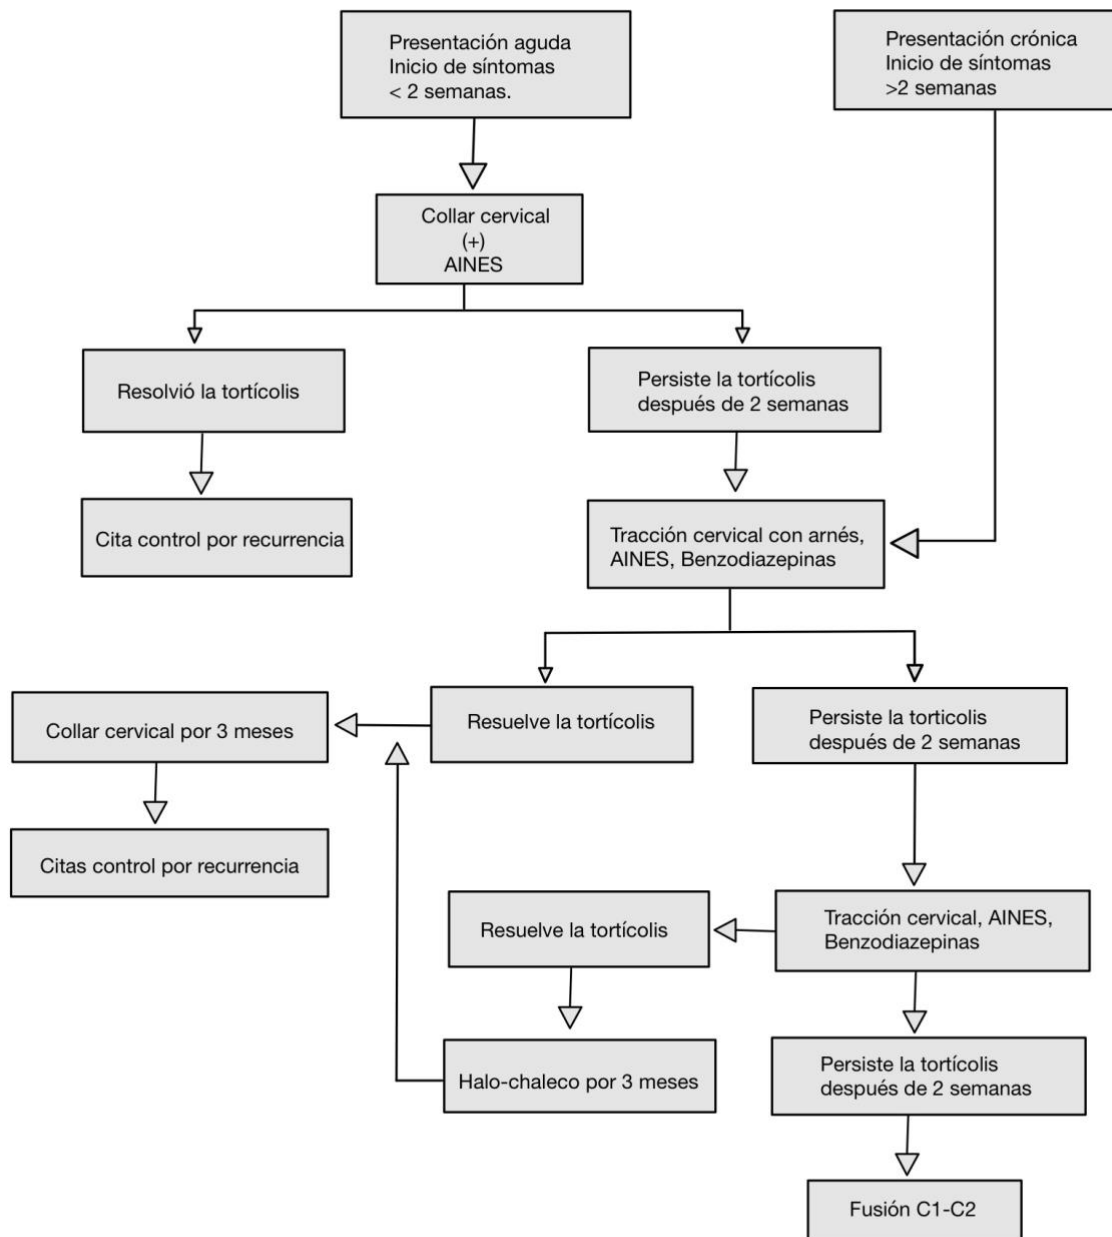 Presentación aguda
Inicio de síntomas
< 2 semanas.
Presentación crónica
Inicio de síntomas
>2 semanas
Collar cervical
(+)
AINES
Resolvió la tortícolis
Persiste la tortícolis
después de 2 semanas
Cita control por recurrencia
Tracción cervical con arnés,
AINES, Benzodiazepinas
Collar cervical por 3 meses
Resuelve la tortícolis
Persiste la torticolis
después de 2 semanas
Citas control por recurrencia
Resuelve la tortícolis
Tracción cervical, AINES,
Benzodiazepinas
Halo-chaleco por 3 meses
Persiste la tortícolis
después de 2 semanas
Fusión C1-C2